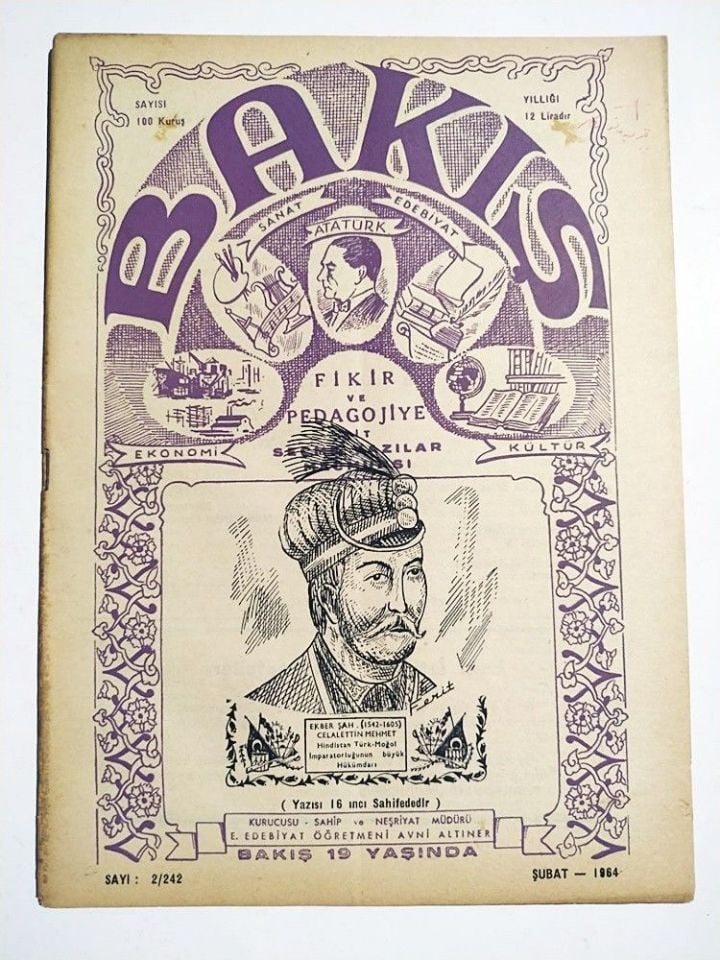 SAYISI
100 Kuruş
YILLIĞI
12 Liradır
BAKIŞ
SANAT
ATATÜRK
EDEBİYAT
FİKİR
VE
PEDAGOJİYE
EKONOMİ
KÜLTÜR
Ferit
EKBER ŞAH . (1542-1605)
CELALETTİN MEHMET
Hindistan Türk-Moğol
İmparatorluğunun büyük
Hükümdarı
( Yazısı 16 ıncı Sahifededir )
KURUCUSU - SAHİP ve NEŞRİYAT MÜDÜRÜ
E. EDEBİYAT ÖĞRETMENİ AVNİ ALTINER
BAKIŞ 19 YAŞINDA
SAYI : 2/242
ŞUBAT — 1964